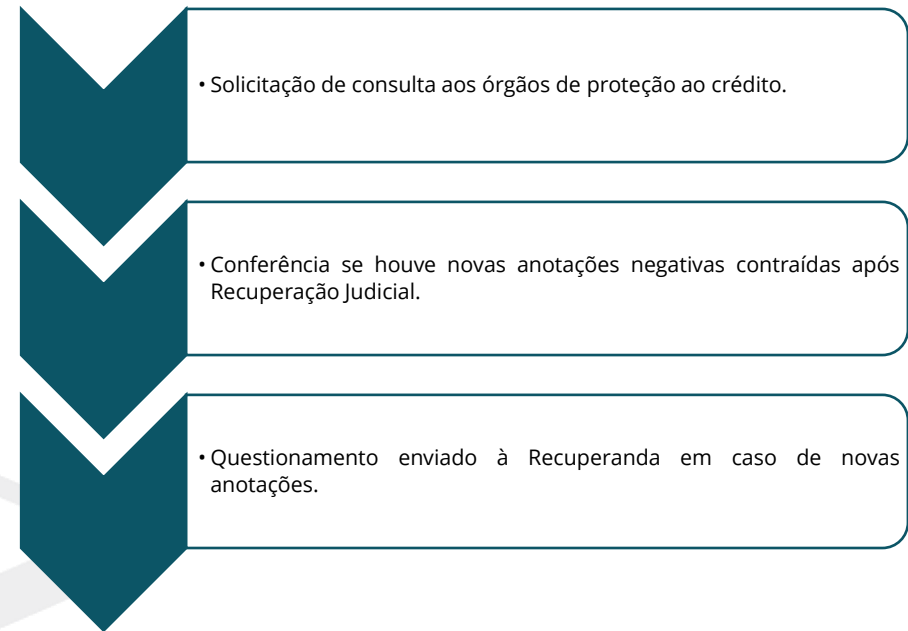 • Solicitação de consulta aos órgãos de proteção ao crédito.
• Conferência se houve novas anotações negativas contraídas após
Recuperação Judicial.
• Questionamento enviado à Recuperanda em caso de novas
anotações.